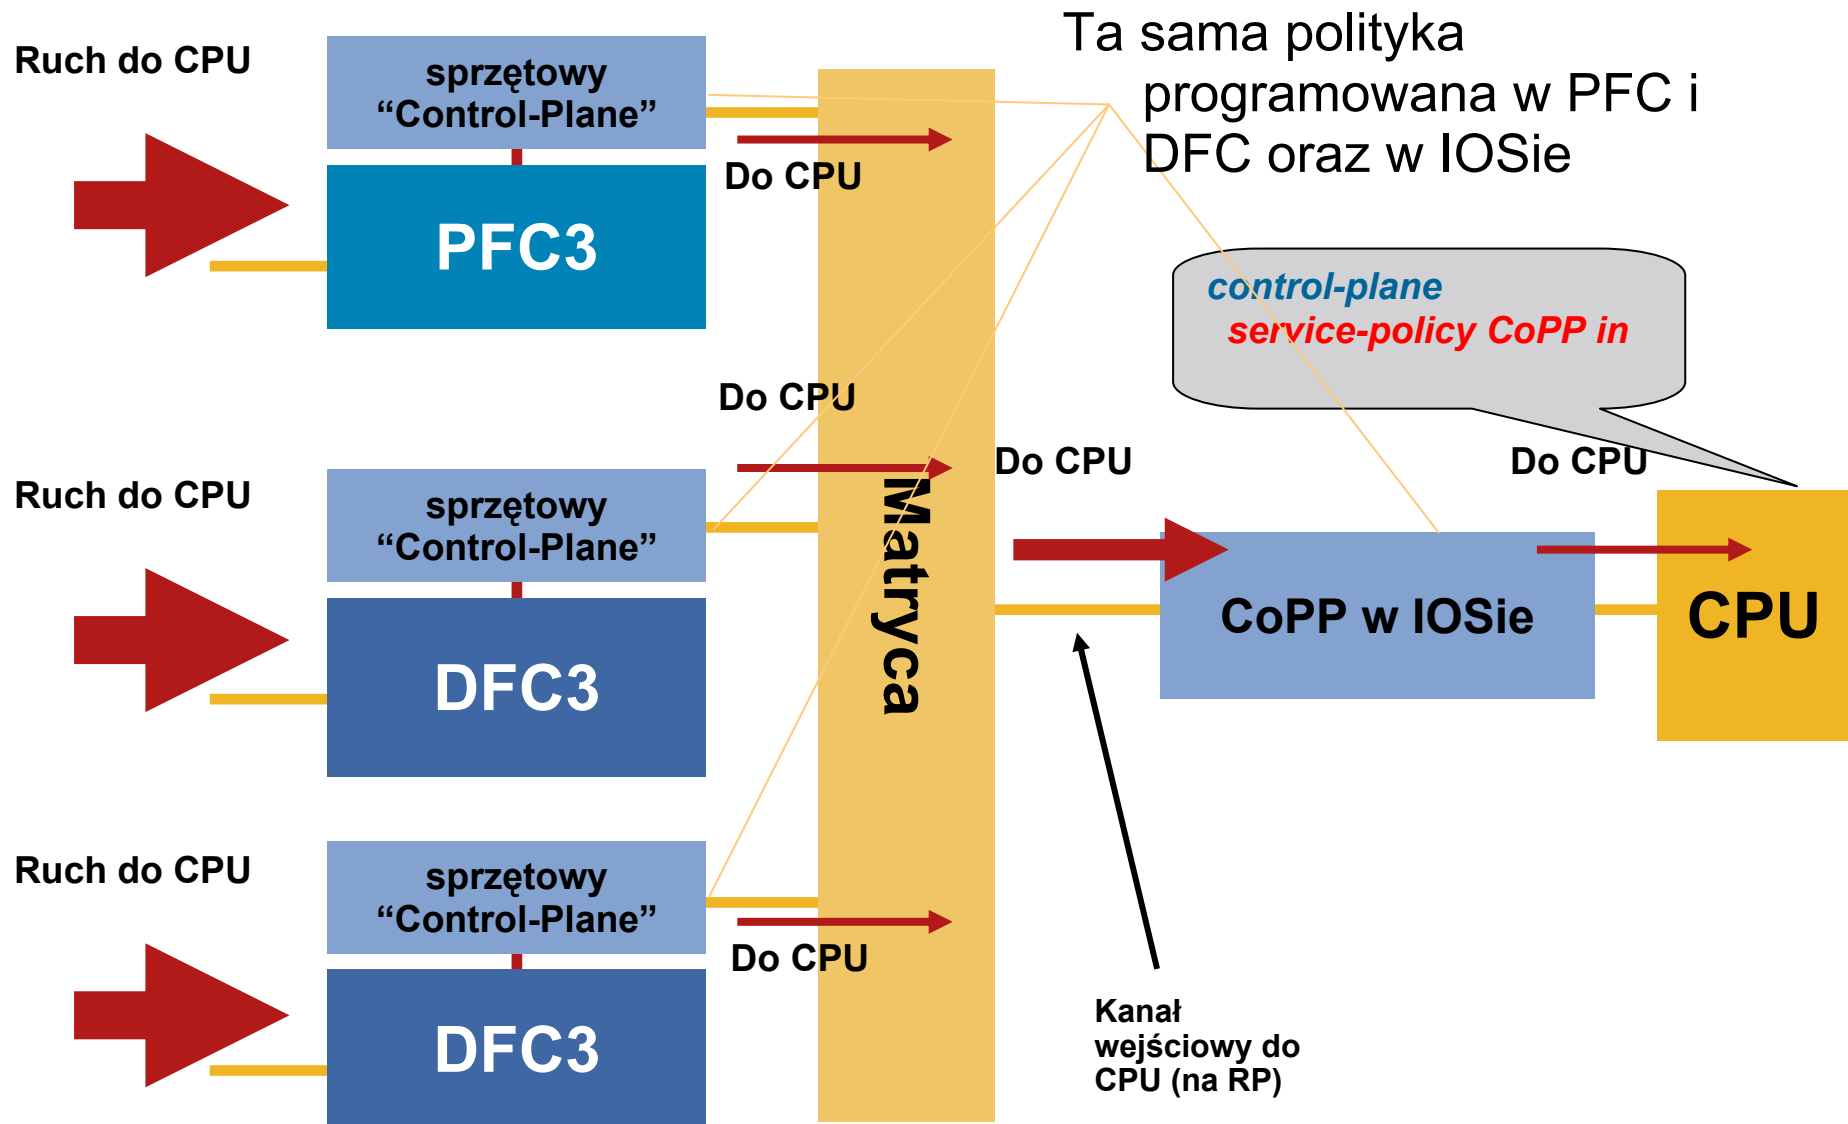 Ta sama polityka
programowana w PFC i
DFC oraz w IOSie
Ruch do CPU
sprzętowy
“Control-Plane”
Do CPU
PFC3
control-plane
service-policy CoPP in
Do CPU
Ruch do CPU
sprzętowy
“Control-Plane”
DFC3
Matryca
Do CPU
Do CPU
CoPP w IOSie
CPU
Ruch do CPU
sprzętowy
“Control-Plane”
Do CPU
DFC3
Kanał
wejściowy do
CPU (na RP)